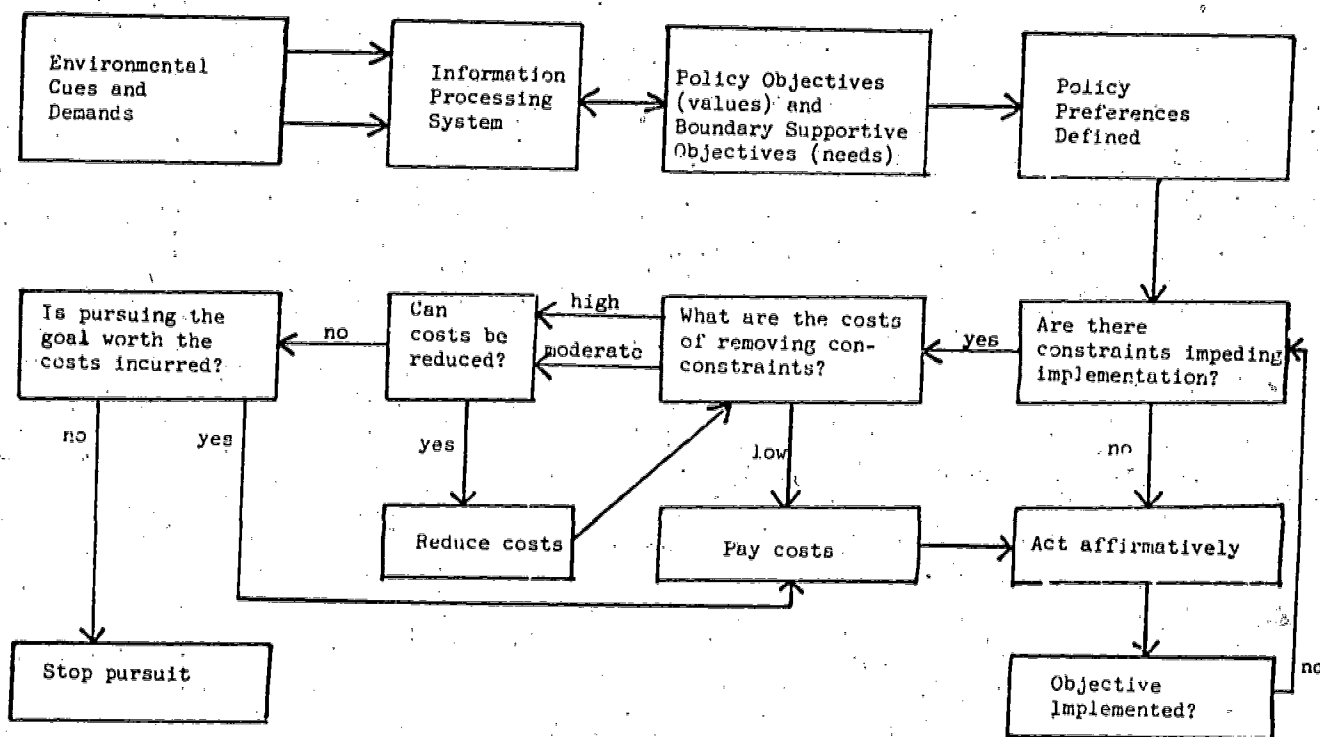 Environmental
Cues and
Demands
Information
Processing
System
Policy Objectives
(values) and
Boundary Supportive
Objectives (needs)
Policy
Preferences
Defined
Is pursuing the
goal worth the
costs incurred?
no
Can
costs be
reduced?
high
moderate
What are the costs
of removing con-
constraints?
yes
Are there
constraints impeding
implementation?
no
yes
yes
low
no
Reduce costs
Pay costs
Act affirmatively
Stop pursuit
Objective
Implemented?
no